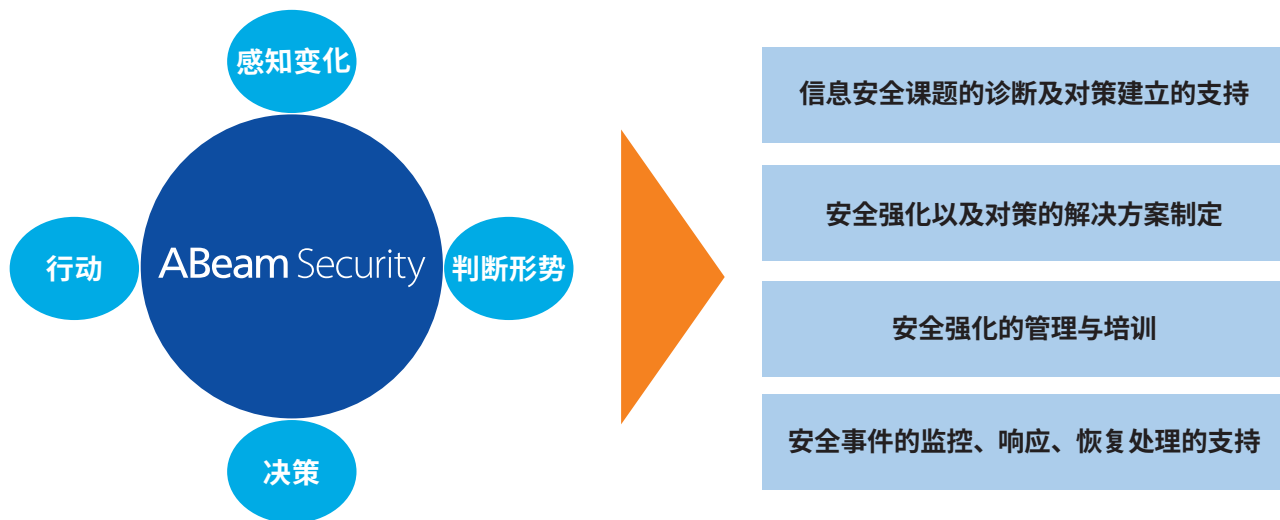 感知变化
行动
ABeam Security
判断形势
决策
信息安全课题的诊断及对策建立的支持
安全强化以及对策的解决方案制定
安全强化的管理与培训
安全事件的监控、响应、恢复处理的支持